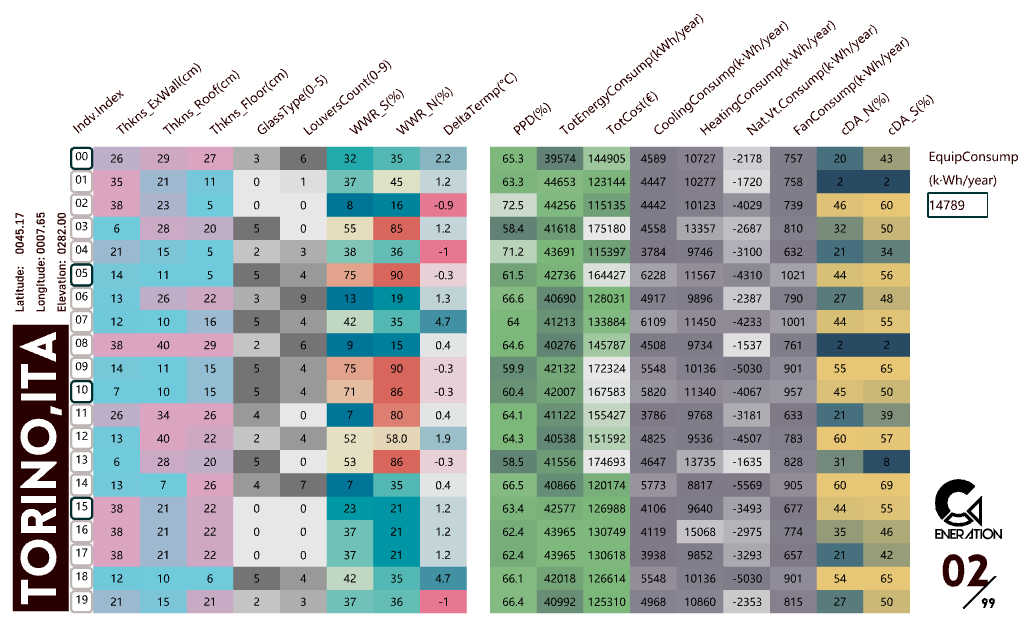 Indv.Index Thkns_ExWall(cm) Thkns_Roof(cm) Thkns_Floor(cm) GlassType(0-5) LouversCount(0-9) WWR_S(%) WWR_N(%) DeltaTermp(°C) PPD(%) TotEnergyConsump(kWh/year) TotCost(€) CoolingConsump(k·Wh/year) HeatingConsump(k·Wh/year) Nat.Vt.Consump(k·Wh/year) FanConsump(k·Wh/year) cDA_N(%) cDA_S(%)
00 26 29 27 3 6 32 35 2.2 65.3 39574 144905 4589 10727 -2178 757 20 43
01 35 21 11 0 1 37 45 1.2 63.3 44653 123144 4447 10277 -1720 758 2 2
02 38 23 5 0 0 8 16 -0.9 72.5 44256 115135 4442 10123 -4029 739 46 60
03 6 28 20 5 0 55 85 1.2 58.4 41618 175180 4558 13357 -2687 810 32 50
04 21 15 5 2 3 38 36 -1 71.2 43691 115397 3784 9746 -3100 632 21 34
05 14 11 5 5 4 75 90 -0.3 61.5 42736 164427 6228 11567 -4310 1021 44 56
06 13 26 22 3 9 13 19 1.3 66.6 40690 128031 4917 9896 -2387 790 27 48
07 12 10 16 5 4 42 35 4.7 64 41213 133884 6109 11450 -4233 1001 44 55
08 38 40 29 2 6 9 15 0.4 64.6 40276 145787 4508 9734 -1537 761 2 2
09 14 11 15 5 4 75 90 -0.3 59.9 42132 172324 5548 10136 -5030 901 55 65
10 7 10 15 5 4 71 86 -0.3 60.4 42007 167583 5820 11340 -4067 957 45 50
11 26 34 26 4 0 7 80 0.4 64.1 41122 155427 3786 9768 -3181 633 21 39
12 13 40 22 2 4 52 58.0 1.9 64.3 40538 151592 4825 9536 -4507 783 60 57
13 6 28 20 5 0 53 86 -0.3 58.5 41556 174693 4647 13735 -1635 828 31 8
14 13 7 26 4 7 7 35 0.4 66.5 40866 120174 5773 8817 -5569 905 60 69
15 38 21 22 0 0 23 21 1.2 63.4 42577 126988 4106 9640 -3493 677 44 55
16 38 21 22 0 0 37 21 1.2 62.4 43965 130749 4119 15068 -2975 774 35 46
17 38 21 22 0 0 37 21 1.2 62.4 43965 130618 3938 9852 -3293 657 21 42
18 12 10 6 5 4 42 35 4.7 66.1 42018 126614 5548 10136 -5030 901 54 65
19 21 15 21 2 3 37 36 -1 66.4 40992 125310 4968 10860 -2353 815 27 50
EquipConsump
(k·Wh/year)
14789
Latitude: 0045.17
Longitude: 0007.65
Elevation: 0282.00
TORINO,ITA
ENERATION
02/99